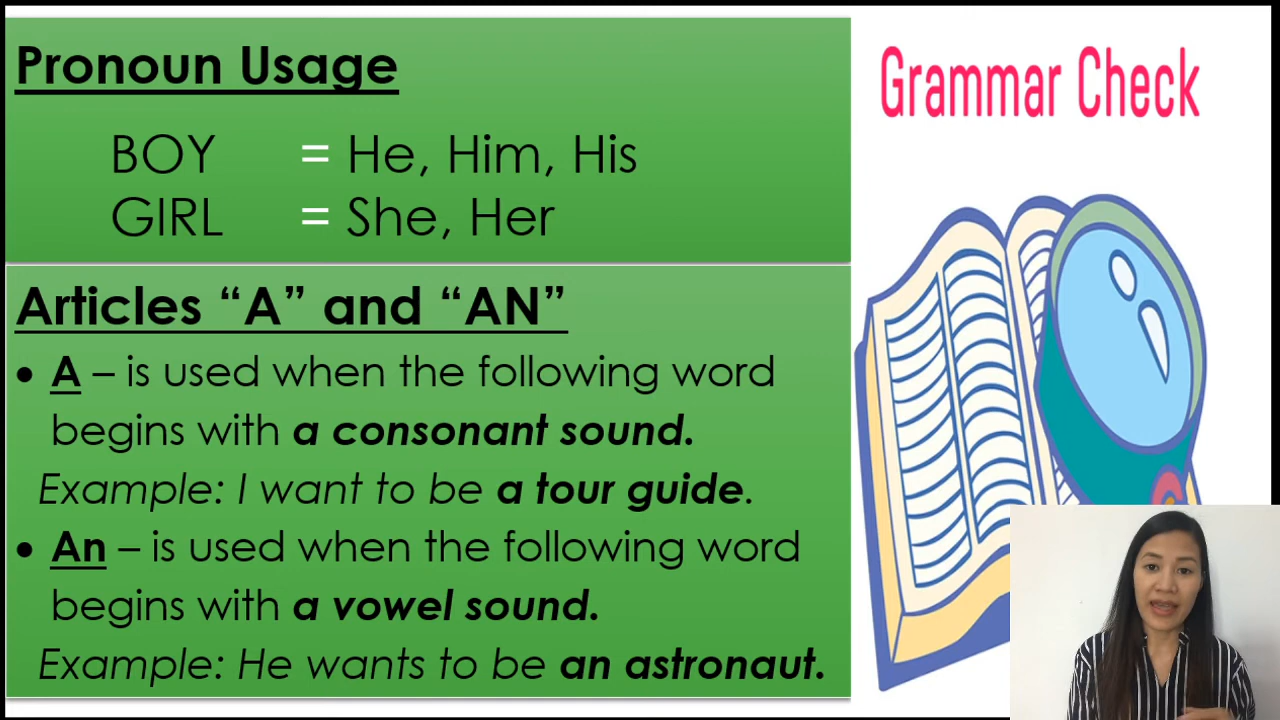 Pronoun Usage
Grammar Check
BOY = He, Him, His
GIRL = She, Her
Articles “A” and “AN”
• A – is used when the following word
begins with a consonant sound.
Example: I want to be a tour guide.
• An – is used when the following word
begins with a vowel sound.
Example: He wants to be an astronaut.